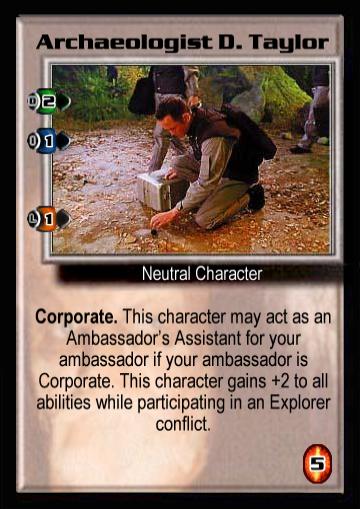 Archaeologist D. Taylor
2
1
1
Neutral Character
Corporate. This character may act as an
Ambassador's Assistant for your
ambassador if your ambassador is
Corporate. This character gains +2 to all
abilities while participating in an Explorer
conflict.
5